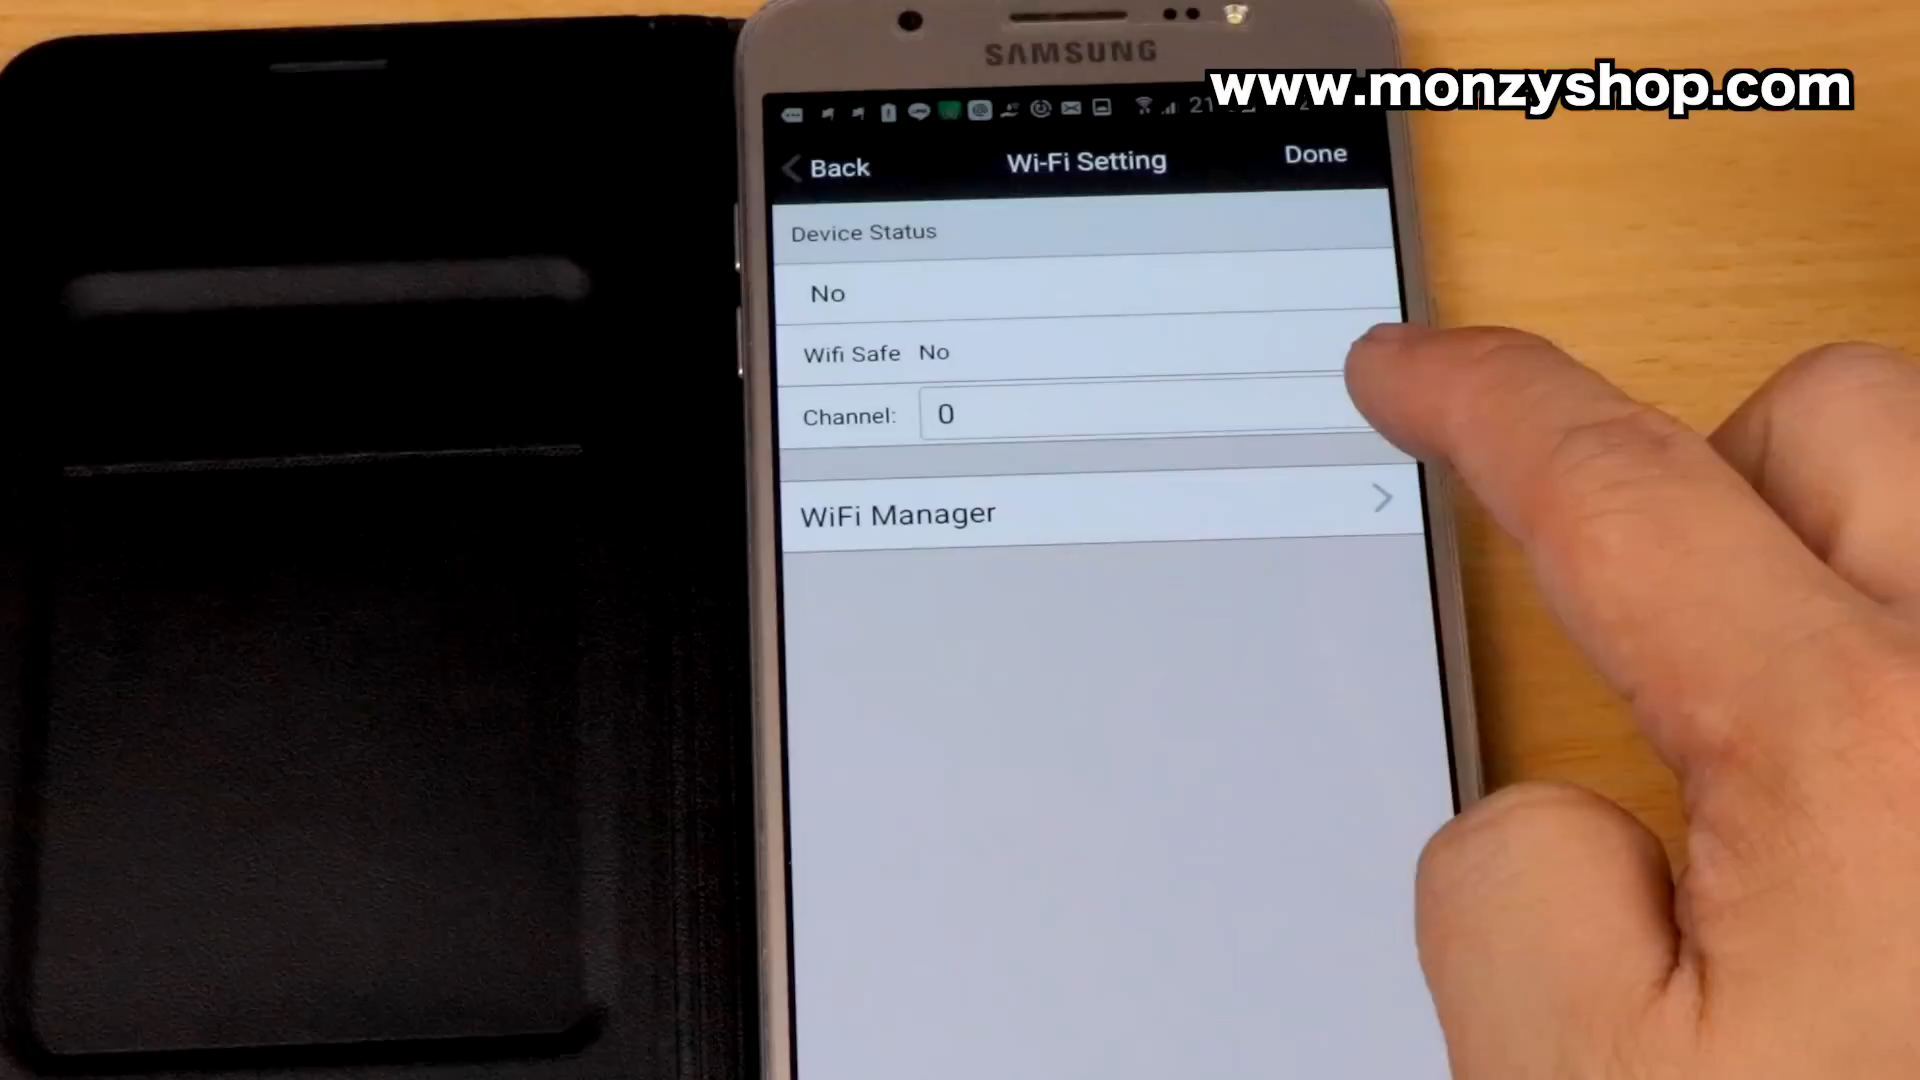 SAMSUNG
www.monzyshop.com
21
Back
Wi-Fi Setting
Done
Device Status
No
Wifi Safe No
Channel: 0
WiFi Manager